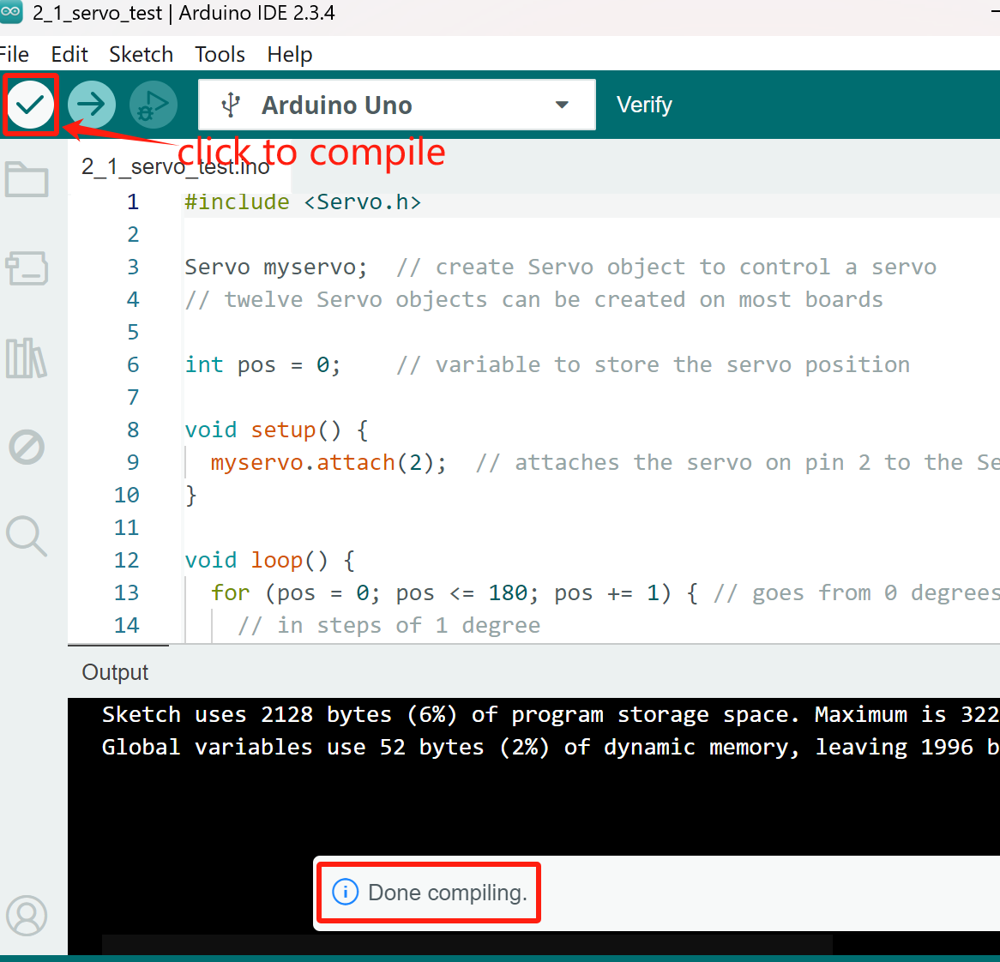 2_1_servo_test | Arduino IDE 2.3.4
File Edit Sketch Tools Help
Arduino Uno
Verify
click to compile
2_1_servo_test.ino
1 #include <Servo.h>
2
3 Servo myservo;  // create Servo object to control a servo
4 // twelve Servo objects can be created on most boards
5
6 int pos = 0;    // variable to store the servo position
7
8 void setup() {
9   myservo.attach(2);  // attaches the servo on pin 2 to the Se
10 }
11
12 void loop() {
13   for (pos = 0; pos <= 180; pos += 1) { // goes from 0 degrees
14     // in steps of 1 degree
Output
Sketch uses 2128 bytes (6%) of program storage space. Maximum is 322
Global variables use 52 bytes (2%) of dynamic memory, leaving 1996 b
Done compiling.